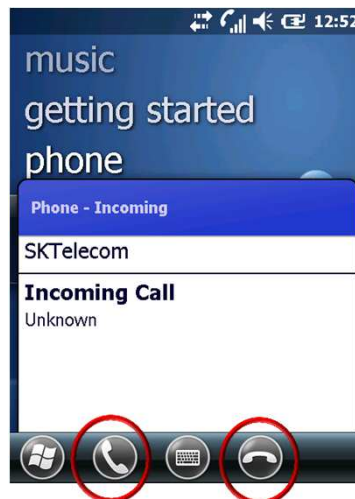 12:52
music
getting started
phone
Phone - Incoming
SKTelecom
Incoming Call
Unknown